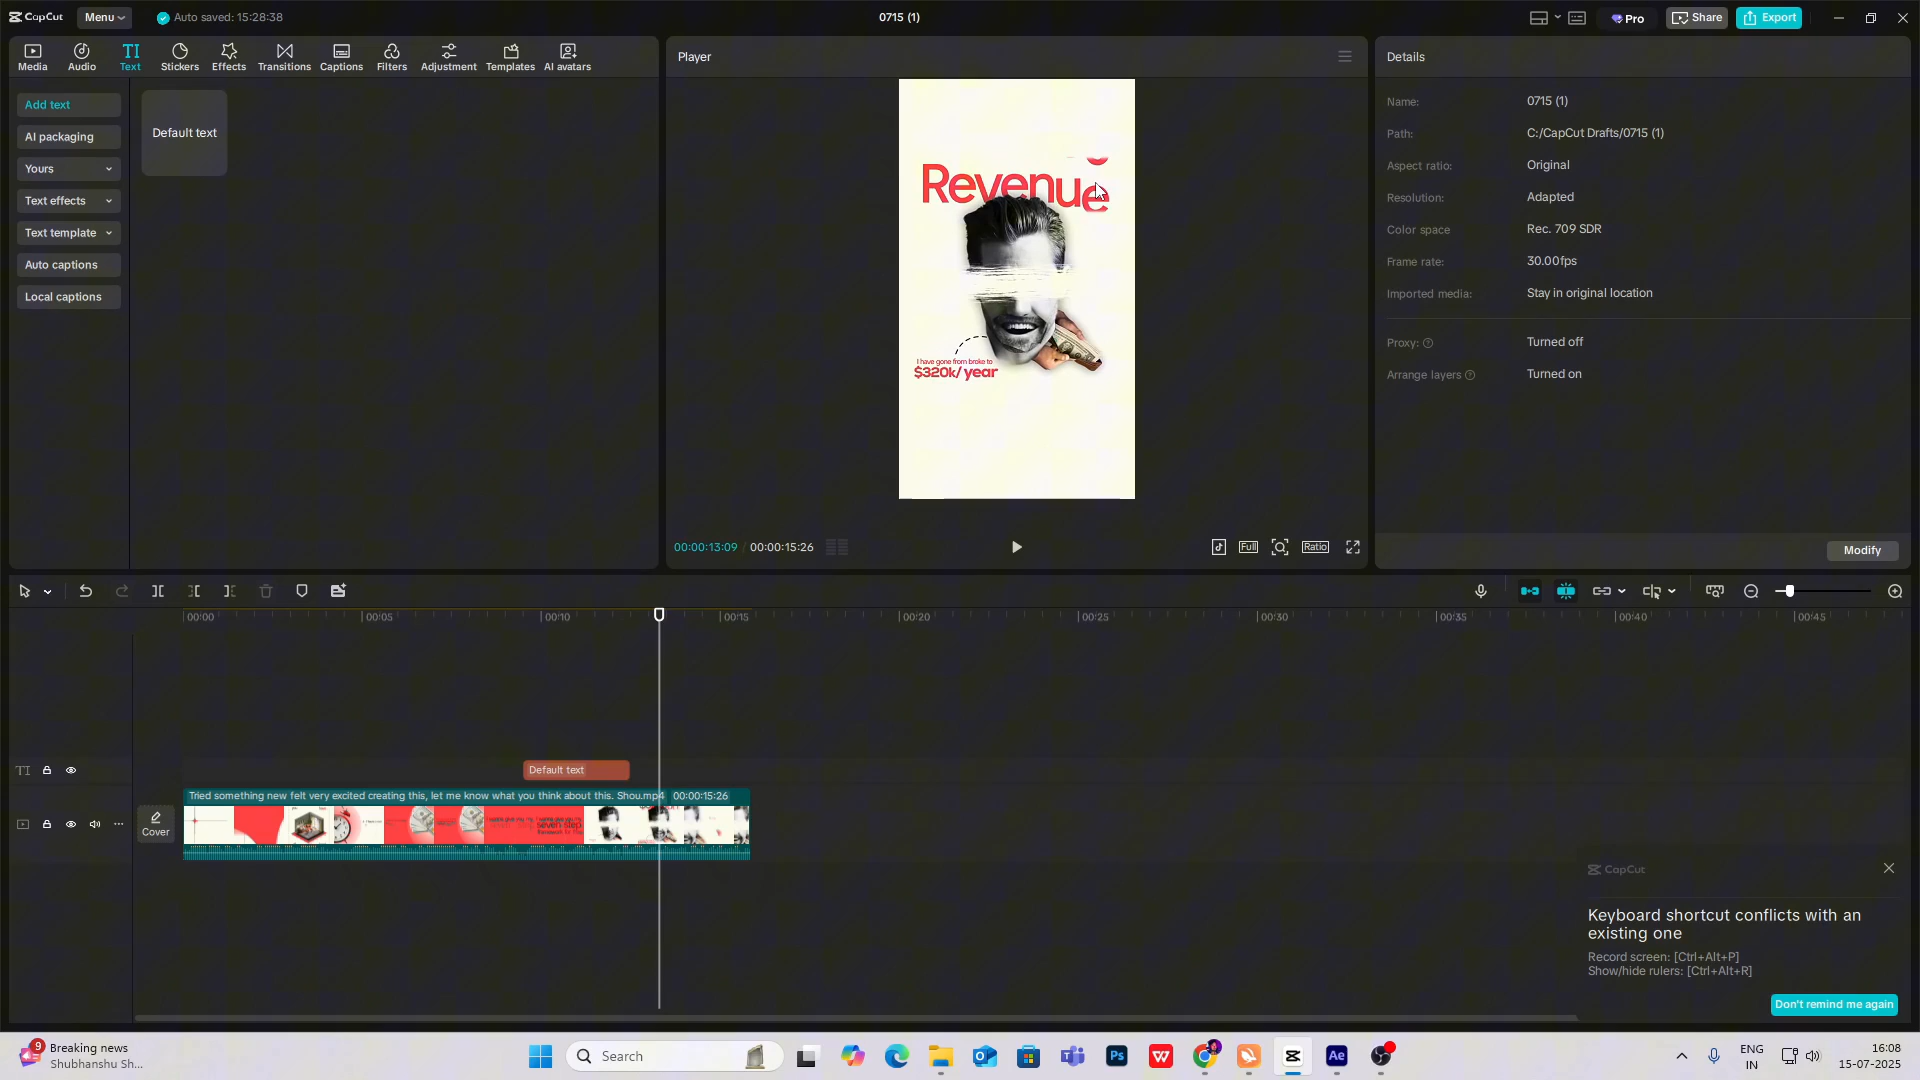 CapCut
Menu
Auto saved: 15:28:38
0715 (1)
Pro
Share
Export
Media
Audio
TI
Text
Stickers
Effects
Transitions
Captions
Filters
Adjustment
Templates
AI avatars
Player
Details
Add text
AI packaging
Yours
Text effects
Text template
Auto captions
Local captions
Default text
Revenue
I have gone from broke to
$320k/ year
Name: 0715 (1)
Path: C:/CapCut Drafts/0715 (1)
Aspect ratio: Original
Resolution: Adapted
Color space Rec. 709 SDR
Frame rate: 30.00fps
Imported media: Stay in original location
Proxy: Turned off
Arrange layers Turned on
00:00:13:09 / 00:00:15:26
Full
Ratio
Modify
00:00
00:05
00:10
00:15
00:20
00:25
00:30
00:35
00:40
00:45
TI
Default text
Cover
Tried something new felt very excited creating this, let me know what you think about this. Shou.mp4 00:00:15:26
seven step
CapCut
Keyboard shortcut conflicts with an
existing one
Record screen: [Ctrl+Alt+P]
Show/hide rulers: [Ctrl+Alt+R]
Don't remind me again
9
Breaking news
Shubhanshu Sh...
Search
Ps
W
Ae
ENG
IN
16:08
15-07-2025